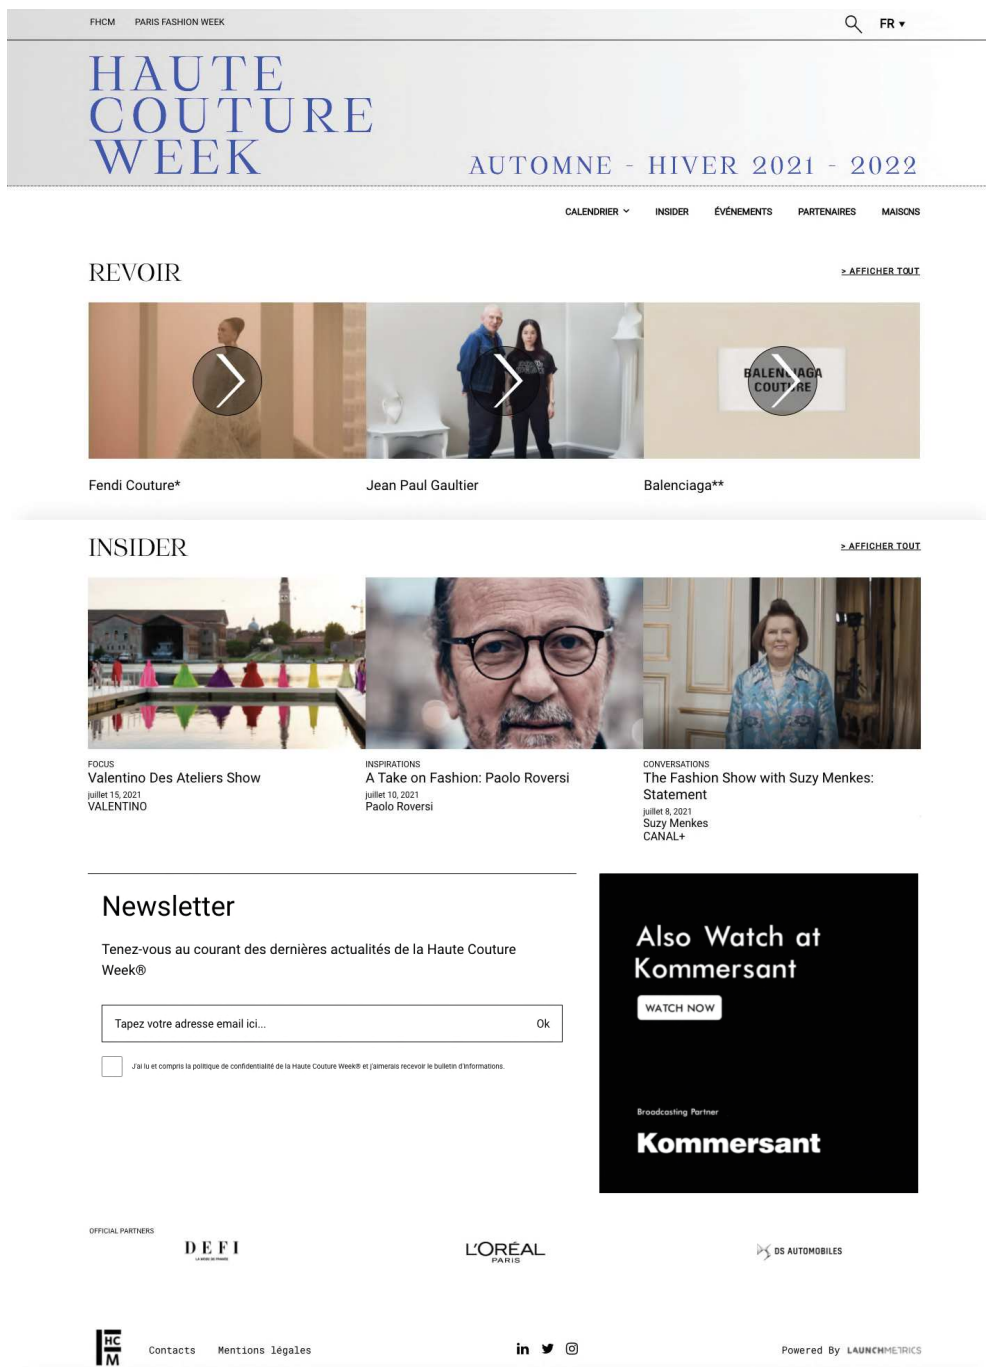 FHCM PARIS FASHION WEEK FR ▾
HAUTE
COUTURE
WEEK
AUTOMNE - HIVER 2021 - 2022
CALENDRIER INSIDER ÉVÉNEMENTS PARTENAIRES MAISONS
REVOIR > AFFICHER TOUT
BALENCIAGA
COUTURE
Fendi Couture* Jean Paul Gaultier Balenciaga**
INSIDER > AFFICHER TOUT
FOCUS
Valentino Des Ateliers Show
juillet 15, 2021
VALENTINO
INSPIRATIONS
A Take on Fashion: Paolo Roversi
juillet 10, 2021
Paolo Roversi
CONVERSATIONS
The Fashion Show with Suzy Menkes:
Statement
juillet 8, 2021
Suzy Menkes
CANAL+
Newsletter
Tenez-vous au courant des dernières actualités de la Haute Couture
Week®
Tapez votre adresse email ici... Ok
J'ai lu et compris la politique de confidentialité de la Haute Couture Week® et j'aimerais recevoir le bulletin d'informations.
Also Watch at
Kommersant
WATCH NOW
Broadcasting Partner
Kommersant
OFFICIAL PARTNERS
DEFI
LA MODE DE FRANCE
L'ORÉAL
PARIS
DS AUTOMOBILES
FHCM
Contacts Mentions légales in Powered By LAUNCHMETRICS